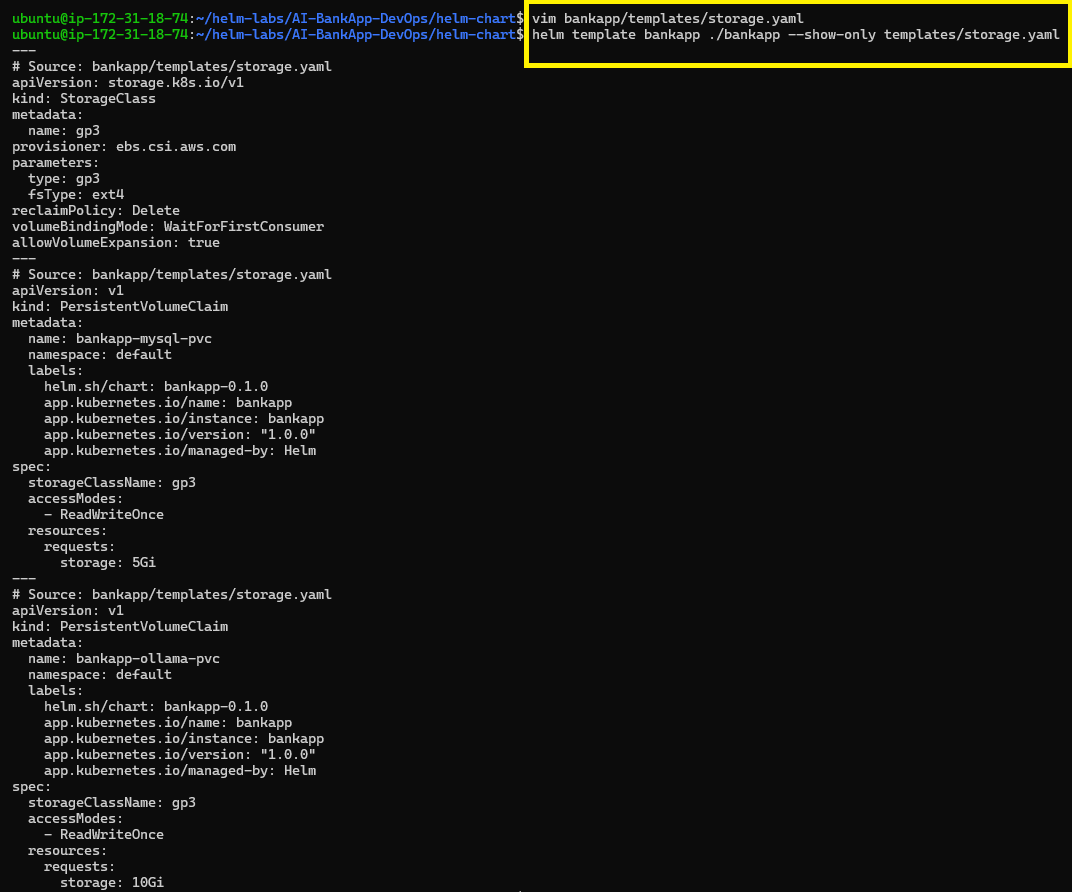 ubuntu@ip-172-31-18-74:~/helm-labs/AI-BankApp-DevOps/helm-chart$ vim bankapp/templates/storage.yaml
ubuntu@ip-172-31-18-74:~/helm-labs/AI-BankApp-DevOps/helm-chart$ helm template bankapp ./bankapp --show-only templates/storage.yaml
---
# Source: bankapp/templates/storage.yaml
apiVersion: storage.k8s.io/v1
kind: StorageClass
metadata:
  name: gp3
provisioner: ebs.csi.aws.com
parameters:
  type: gp3
  fsType: ext4
reclaimPolicy: Delete
volumeBindingMode: WaitForFirstConsumer
allowVolumeExpansion: true
---
# Source: bankapp/templates/storage.yaml
apiVersion: v1
kind: PersistentVolumeClaim
metadata:
  name: bankapp-mysql-pvc
  namespace: default
  labels:
    helm.sh/chart: bankapp-0.1.0
    app.kubernetes.io/name: bankapp
    app.kubernetes.io/instance: bankapp
    app.kubernetes.io/version: "1.0.0"
    app.kubernetes.io/managed-by: Helm
spec:
  storageClassName: gp3
  accessModes:
    - ReadWriteOnce
  resources:
    requests:
      storage: 5Gi
---
# Source: bankapp/templates/storage.yaml
apiVersion: v1
kind: PersistentVolumeClaim
metadata:
  name: bankapp-ollama-pvc
  namespace: default
  labels:
    helm.sh/chart: bankapp-0.1.0
    app.kubernetes.io/name: bankapp
    app.kubernetes.io/instance: bankapp
    app.kubernetes.io/version: "1.0.0"
    app.kubernetes.io/managed-by: Helm
spec:
  storageClassName: gp3
  accessModes:
    - ReadWriteOnce
  resources:
    requests:
      storage: 10Gi